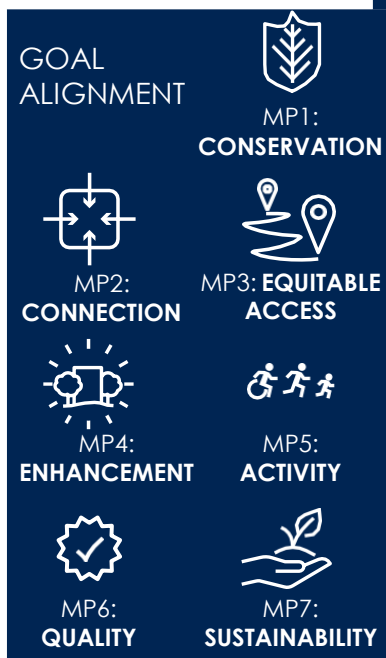 GOAL
ALIGNMENT
MP1:
CONSERVATION
MP2:
CONNECTION
MP3: EQUITABLE
ACCESS
MP4:
ENHANCEMENT
MP5:
ACTIVITY
MP6:
QUALITY
MP7:
SUSTAINABILITY